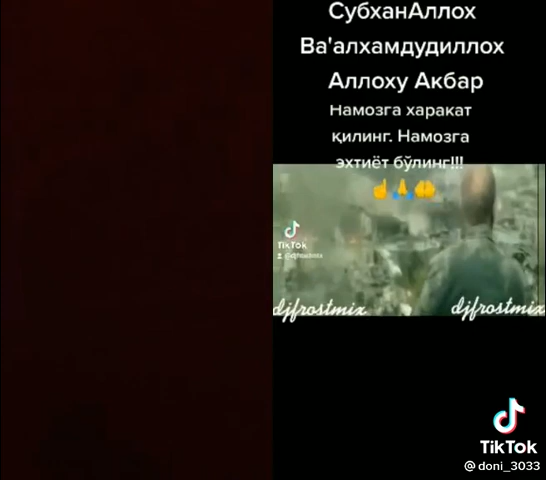 СубханАллох
Ва'алхамдудиллох
Аллоху Акбар
Намозга харакат
қилинг. Намозга
эхтиёт бўлинг!!!
☝🙏🤲
TikTok
djfrostmix
djfrostmix
TikTok
@doni_3033